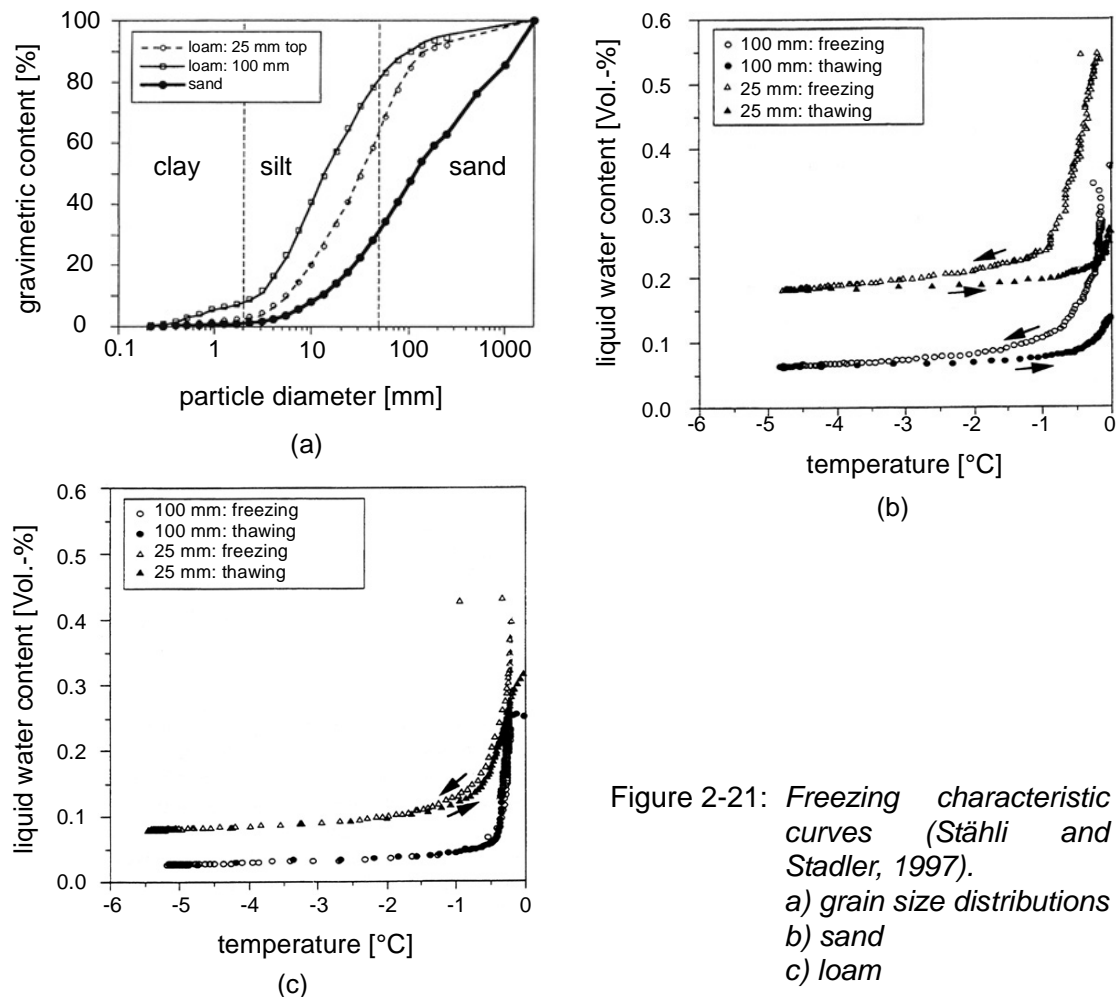 gravimetric content [%]
100
80
60
40
20
0
loam: 25 mm top
loam: 100 mm
sand
clay
silt
sand
0.1
1
10
100
1000
particle diameter [mm]
(a)
liquid water content [Vol.-%]
0.6
0.5
0.4
0.3
0.2
0.1
0.0
100 mm: freezing
100 mm: thawing
25 mm: freezing
25 mm: thawing
-6
-5
-4
-3
-2
-1
0
temperature [°C]
(b)
liquid water content [Vol.-%]
0.6
0.5
0.4
0.3
0.2
0.1
0.0
100 mm: freezing
100 mm: thawing
25 mm: freezing
25 mm: thawing
-6
-5
-4
-3
-2
-1
0
temperature [°C]
(c)
Figure 2-21: Freezing characteristic
curves (Stähli and
Stadler, 1997).
a) grain size distributions
b) sand
c) loam